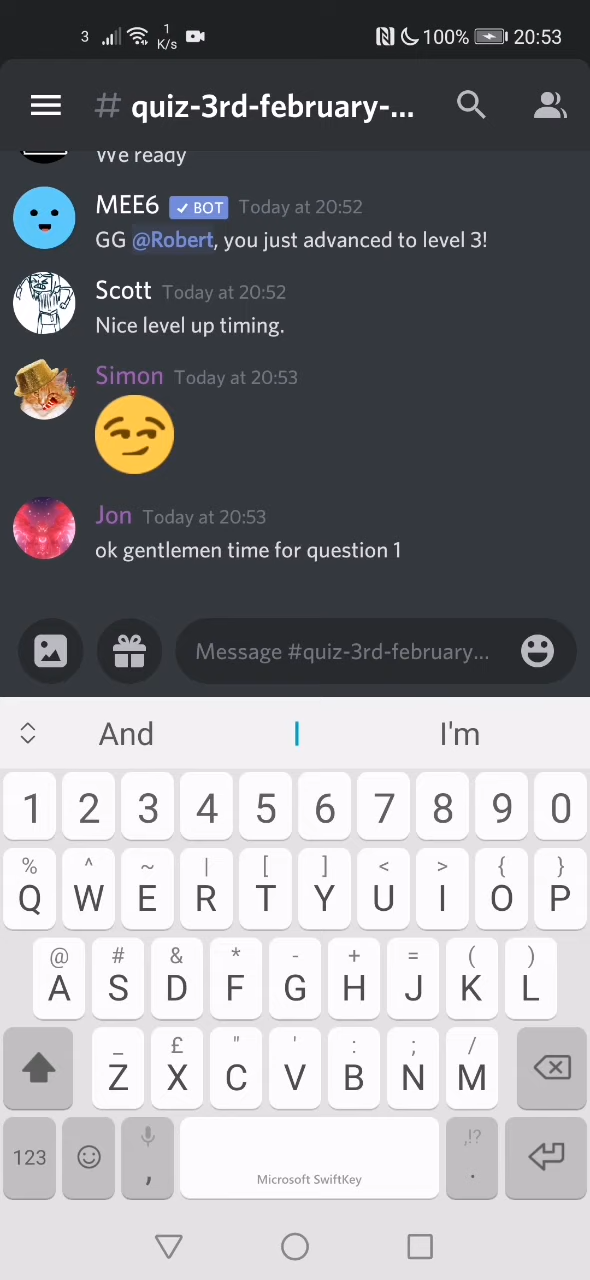 3 1 K/s 100% 20:53
# quiz-3rd-february-...
We ready
MEE6 ✓ BOT Today at 20:52
GG @Robert, you just advanced to level 3!
Scott Today at 20:52
Nice level up timing.
Simon Today at 20:53
Jon Today at 20:53
ok gentlemen time for question 1
Message #quiz-3rd-february...
And I I'm
1 2 3 4 5 6 7 8 9 0
% ^ ~ | [ ] < > { }
Q W E R T Y U I O P
@ # & * - + = ( )
A S D F G H J K L
_ £ " ' : ; /
Z X C V B N M
123 , ,!? .
Microsoft SwiftKey